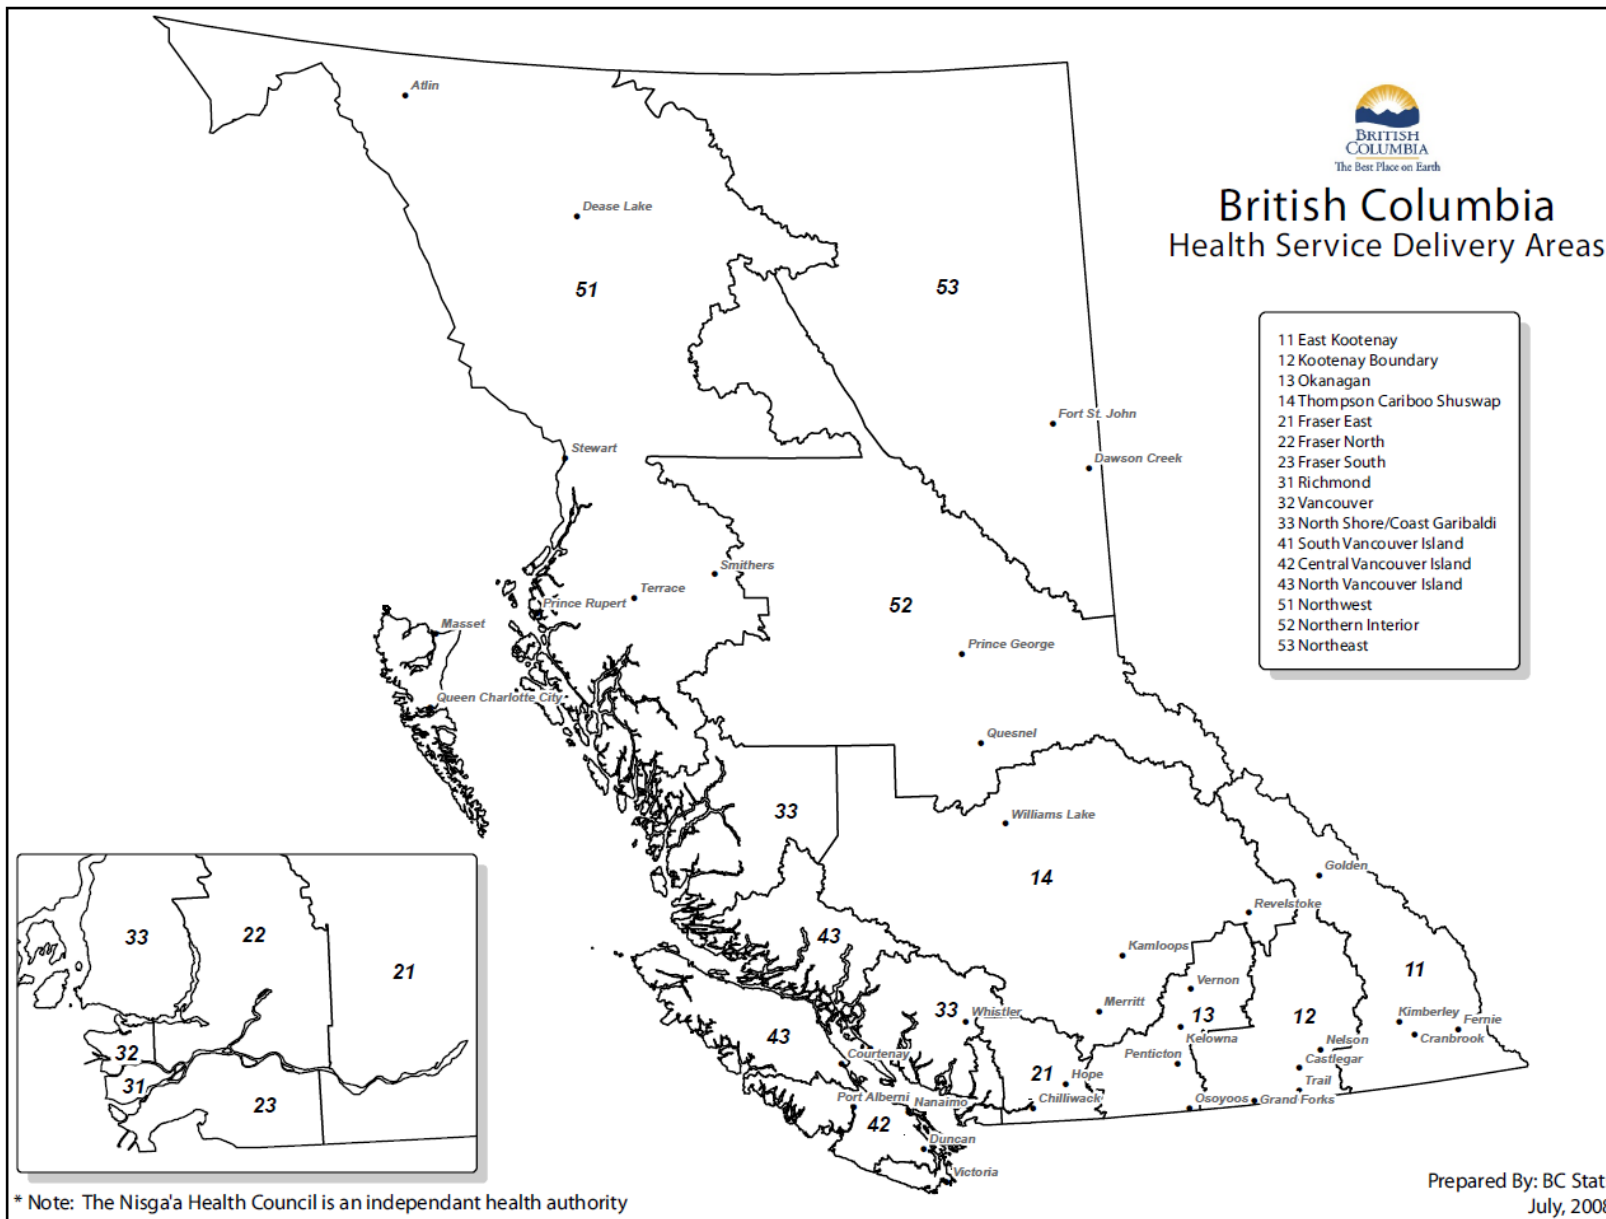 BRITISH
COLUMBIA
The Best Place on Earth
British Columbia
Health Service Delivery Areas
11 East Kootenay
12 Kootenay Boundary
13 Okanagan
14 Thompson Cariboo Shuswap
21 Fraser East
22 Fraser North
23 Fraser South
31 Richmond
32 Vancouver
33 North Shore/Coast Garibaldi
41 South Vancouver Island
42 Central Vancouver Island
43 North Vancouver Island
51 Northwest
52 Northern Interior
53 Northeast
Atlin
Dease Lake
51
53
Fort St. John
Dawson Creek
Stewart
Smithers
Terrace
Prince Rupert
52
Masset
Prince George
Queen Charlotte City
Quesnel
33
Williams Lake
Golden
14
Revelstoke
43
Kamloops
11
Vernon
33
Whistler
Merritt
13
12
Kimberley
Fernie
43
Kelowna
Nelson
Cranbrook
Courtenay
Penticton
Castlegar
21
Hope
Trail
Port Alberni
Nanaimo
Chilliwack
Osoyoos
Grand Forks
42
Duncan
Victoria
33
22
21
32
31
23
* Note: The Nisga'a Health Council is an independant health authority
Prepared By: BC Stat
July, 2008